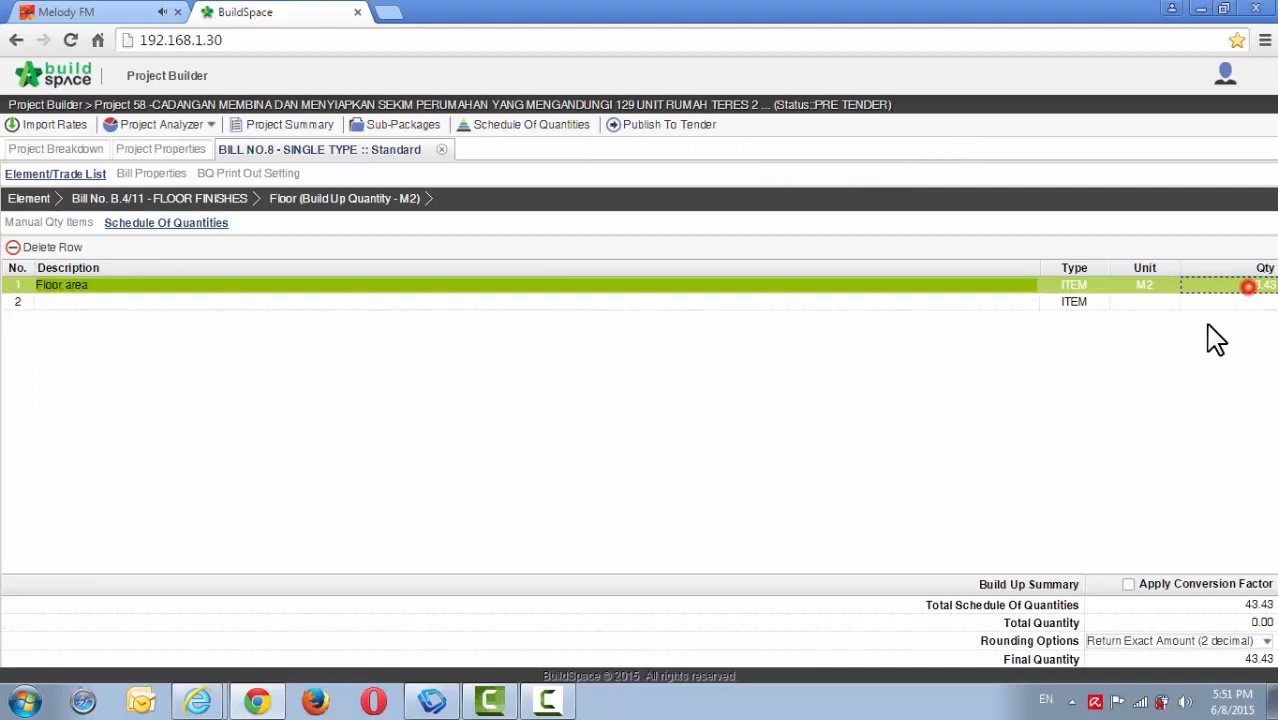 Melody FM
BuildSpace
192.168.1.30
build space
Project Builder
Project Builder > Project 58 -CADANGAN MEMBINA DAN MENYIAPKAN SEKIM PERUMAHAN YANG MENGANDUNGI 129 UNIT RUMAH TERES 2 ... (Status::PRE TENDER)
Import Rates
Project Analyzer
Project Summary
Sub-Packages
Schedule Of Quantities
Publish To Tender
Project Breakdown
Project Properties
BILL NO.8 - SINGLE TYPE :: Standard
Element/Trade List
Bill Properties
BQ Print Out Setting
Element
Bill No. B.4/11 - FLOOR FINISHES
Floor (Build Up Quantity - M2)
Manual Qty Items
Schedule Of Quantities
Delete Row
No. Description Type Unit Qty
1 Floor area ITEM M2
2 ITEM
Build Up Summary
Apply Conversion Factor
Total Schedule Of Quantities 43.43
Total Quantity 0.00
Rounding Options Return Exact Amount (2 decimal)
Final Quantity 43.43
BuildSpace © 2015. All rights reserved
EN
5:51 PM
6/8/2015